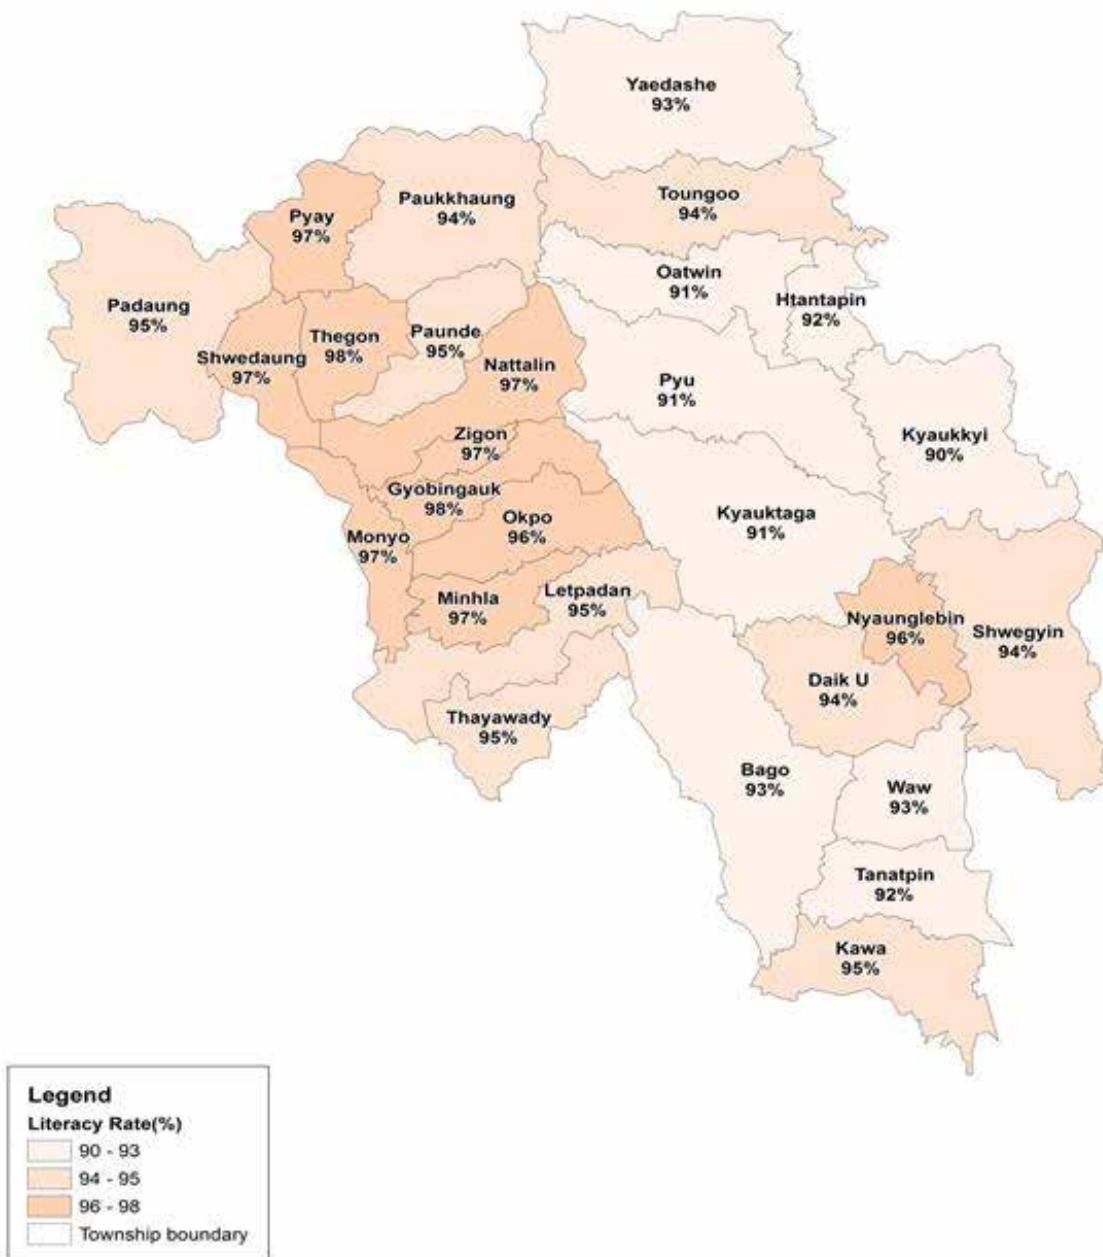 Yaedashe
93%
Toungoo
94%
Paukkhaung
94%
Pyay
97%
Oatwin
91%
Htantapin
92%
Padaung
95%
Thegon
98%
Paunde
95%
Shwedaung
97%
Nattalin
97%
Pyu
91%
Kyaukkyi
90%
Zigon
97%
Gyobingauk
98%
Okpo
96%
Kyauktaga
91%
Monyo
97%
Minhla
97%
Letpadan
95%
Nyaunglebin
96%
Shwegyin
94%
Daik U
94%
Thayawady
95%
Bago
93%
Waw
93%
Tanatpin
92%
Kawa
95%
Legend
Literacy Rate(%)
90 - 93
94 - 95
96 - 98
Township boundary